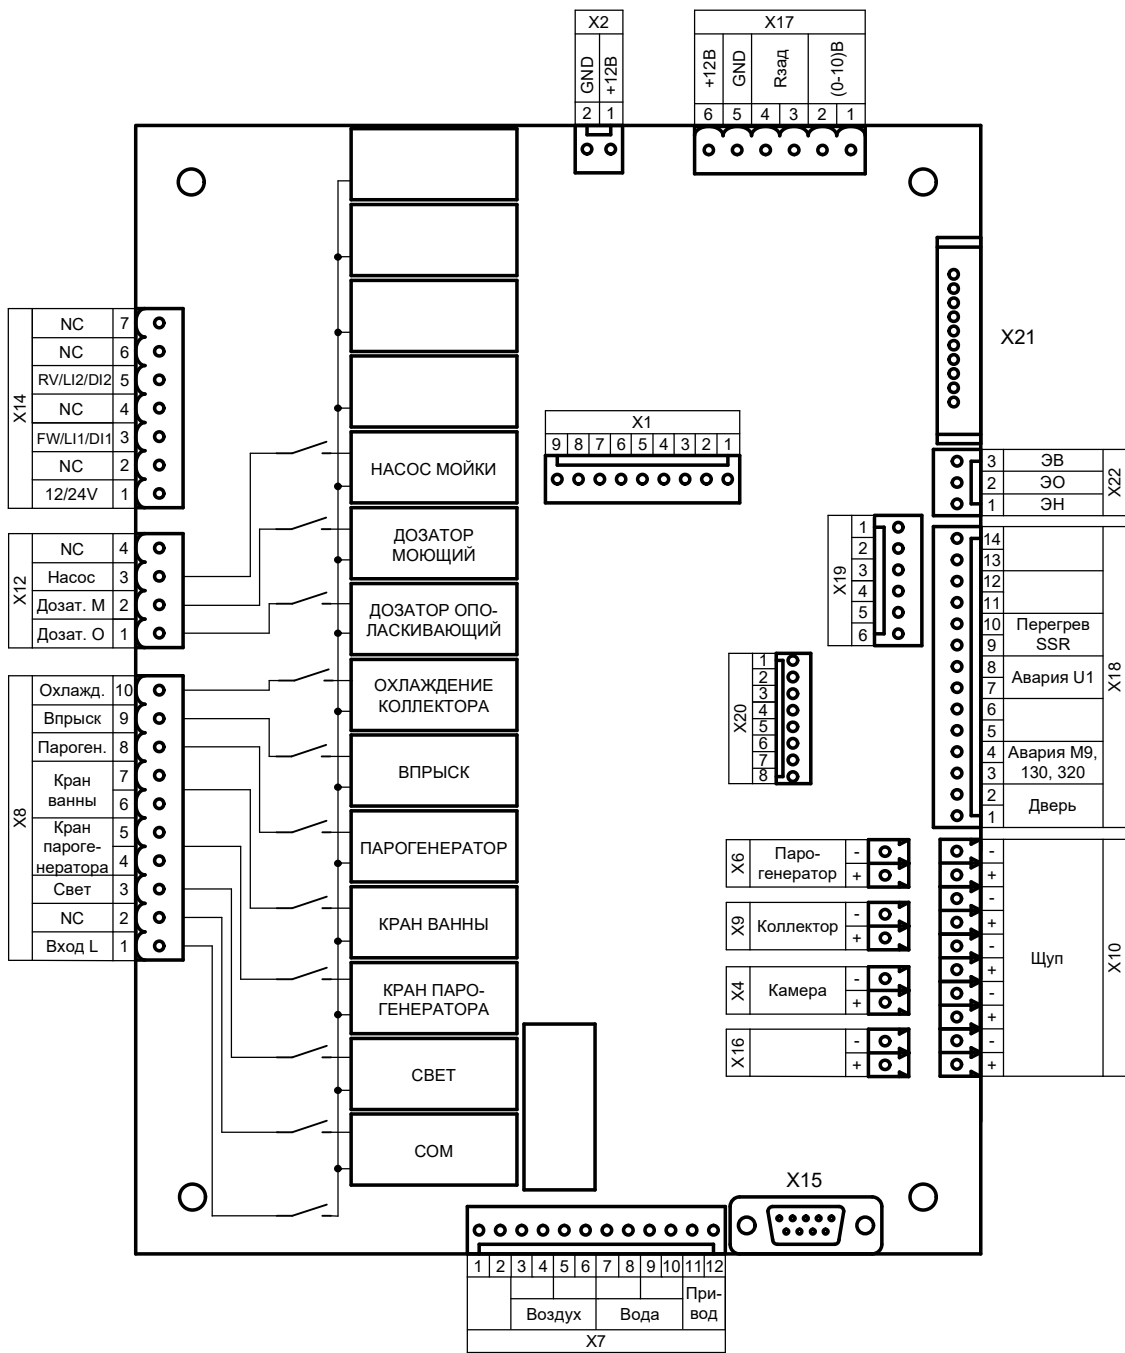 X2
GND
+12В
2 1
X17
+12В
GND
Rзад
(0-10)В
6 5 4 3 2 1
X14
NC 7
NC 6
RV/LI2/DI2 5
NC 4
FW/LI1/DI1 3
NC 2
12/24V 1
X12
NC 4
Насос 3
Дозат. М 2
Дозат. О 1
X8
Охлажд. 10
Впрыск 9
Пароген. 8
Кран
ванны
7
6
Кран
пароге-
нератора
5
4
Свет 3
NC 2
Вход L 1
НАСОС МОЙКИ
ДОЗАТОР
МОЮЩИЙ
ДОЗАТОР ОПО-
ЛАСКИВАЮЩИЙ
ОХЛАЖДЕНИЕ
КОЛЛЕКТОРА
ВПРЫСК
ПАРОГЕНЕРАТОР
КРАН ВАННЫ
КРАН ПАРО-
ГЕНЕРАТОРА
СВЕТ
COM
X1
9 8 7 6 5 4 3 2 1
X21
3 ЭВ
2 ЭО
1 ЭН
X22
X19
1
2
3
4
5
6
X20
1
2
3
4
5
6
7
8
14
13
12
11
10
9
Перегрев
SSR
8
7
Авария U1
6
5
4
3
Авария М9,
130, 320
2
1
Дверь
X18
X6
Паро-
генератор
-
+
X9
Коллектор
-
+
X4
Камера
-
+
X16
-
+
-
+
-
+
-
+
-
+
-
+
Щуп
X10
X15
1 2 3 4 5 6 7 8 9 10 11 12
Воздух
Вода
При-
вод
X7